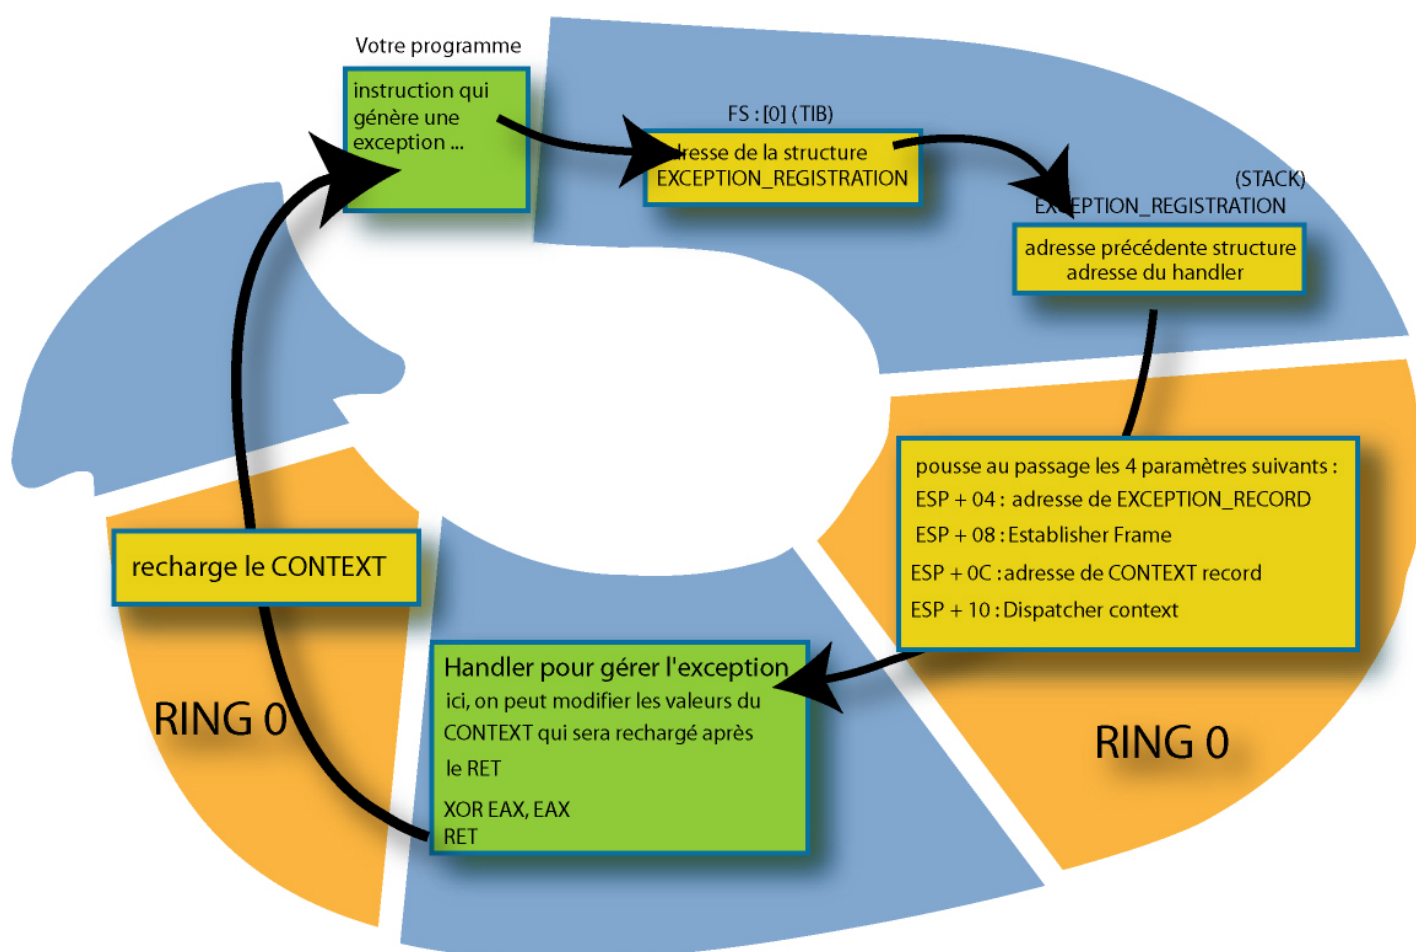 Votre programme
instruction qui
génère une
exception ...
FS : [0] (TIB)
dresse de la structure
EXCEPTION_REGISTRATION
(STACK)
EXCEPTION_REGISTRATION
adresse précédente structure
adresse du handler
pousse au passage les 4 paramètres suivants :
ESP + 04 : adresse de EXCEPTION_RECORD
ESP + 08 : Establisher Frame
ESP + 0C : adresse de CONTEXT record
ESP + 10 : Dispatcher context
RING 0
Handler pour gérer l'exception
ici, on peut modifier les valeurs du
CONTEXT qui sera rechargé après
le RET
XOR EAX, EAX
RET
recharge le CONTEXT
RING 0